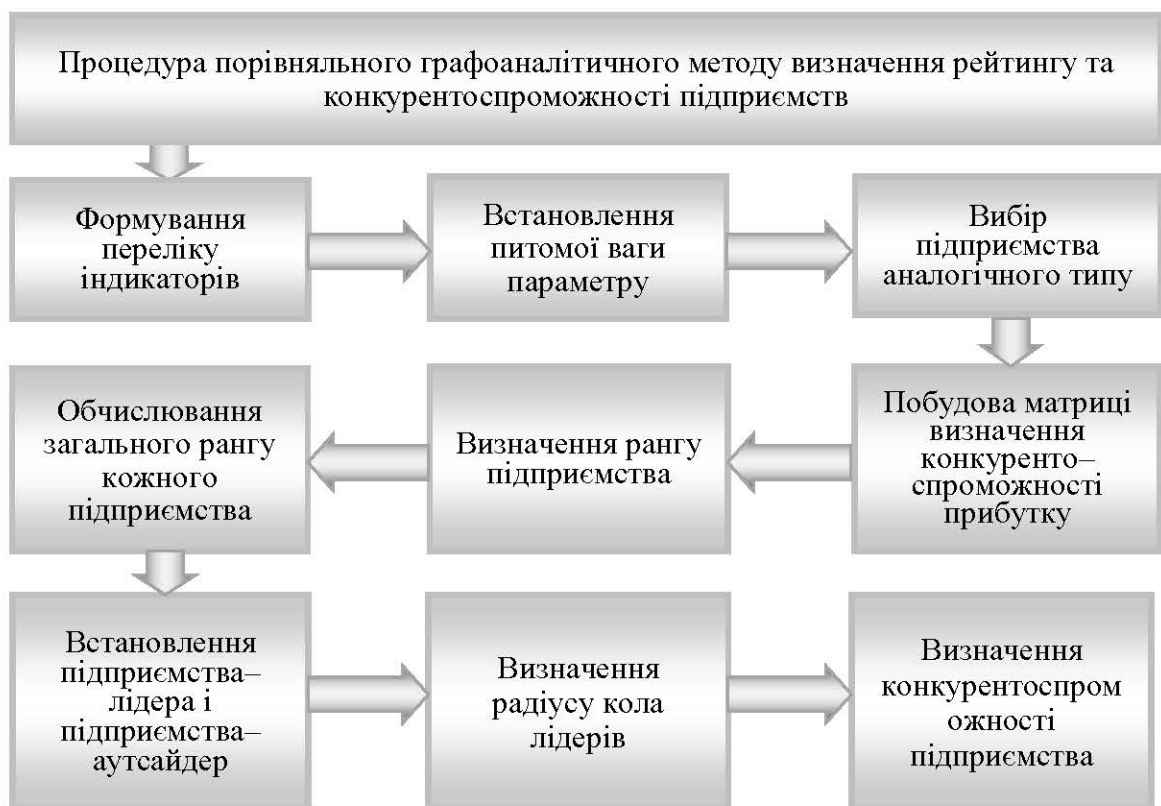 Процедура порівняльного графоаналітичного методу визначення рейтингу та
конкурентоспроможності підприємств
Формування
переліку
індикаторів
Встановлення
питомої ваги
параметру
Вибір
підприємства
аналогічного типу
Побудова матриці
визначення
конкуренто–
спроможності
прибутку
Визначення рангу
підприємства
Обчислювання
загального рангу
кожного
підприємства
Встановлення
підприємства–
лідера і
підприємства–
аутсайдер
Визначення
радіусу кола
лідерів
Визначення
конкурентоспром
ожності
підприємства